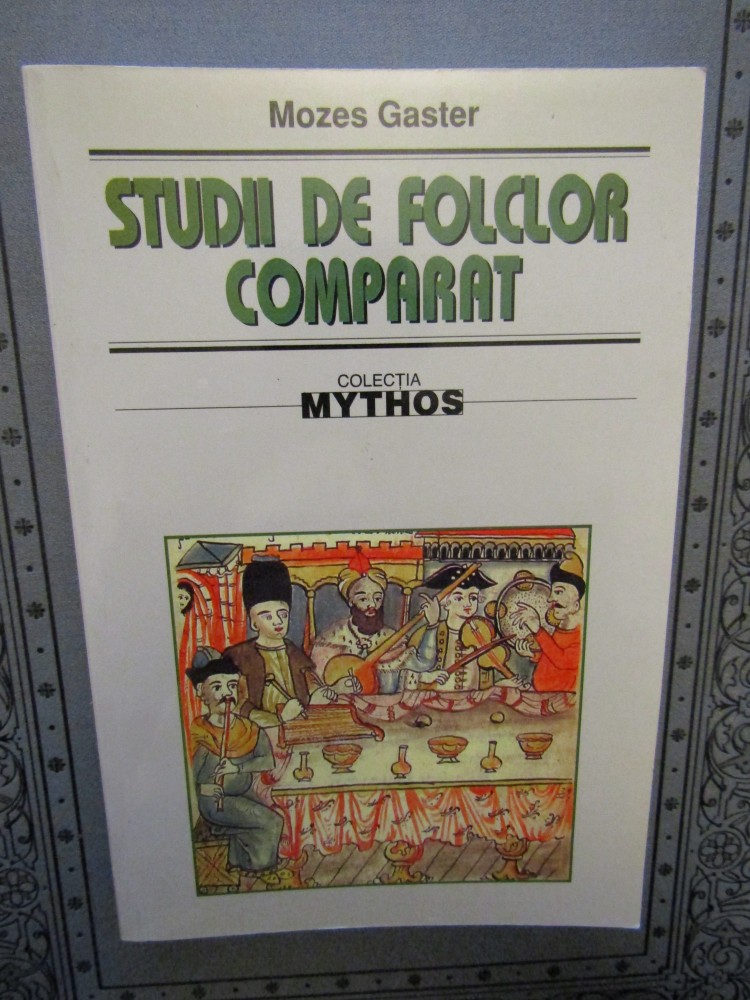 Mozes Gaster
STUDII DE FOLCLOR
COMPARAT
COLECȚIA
MYTHOS